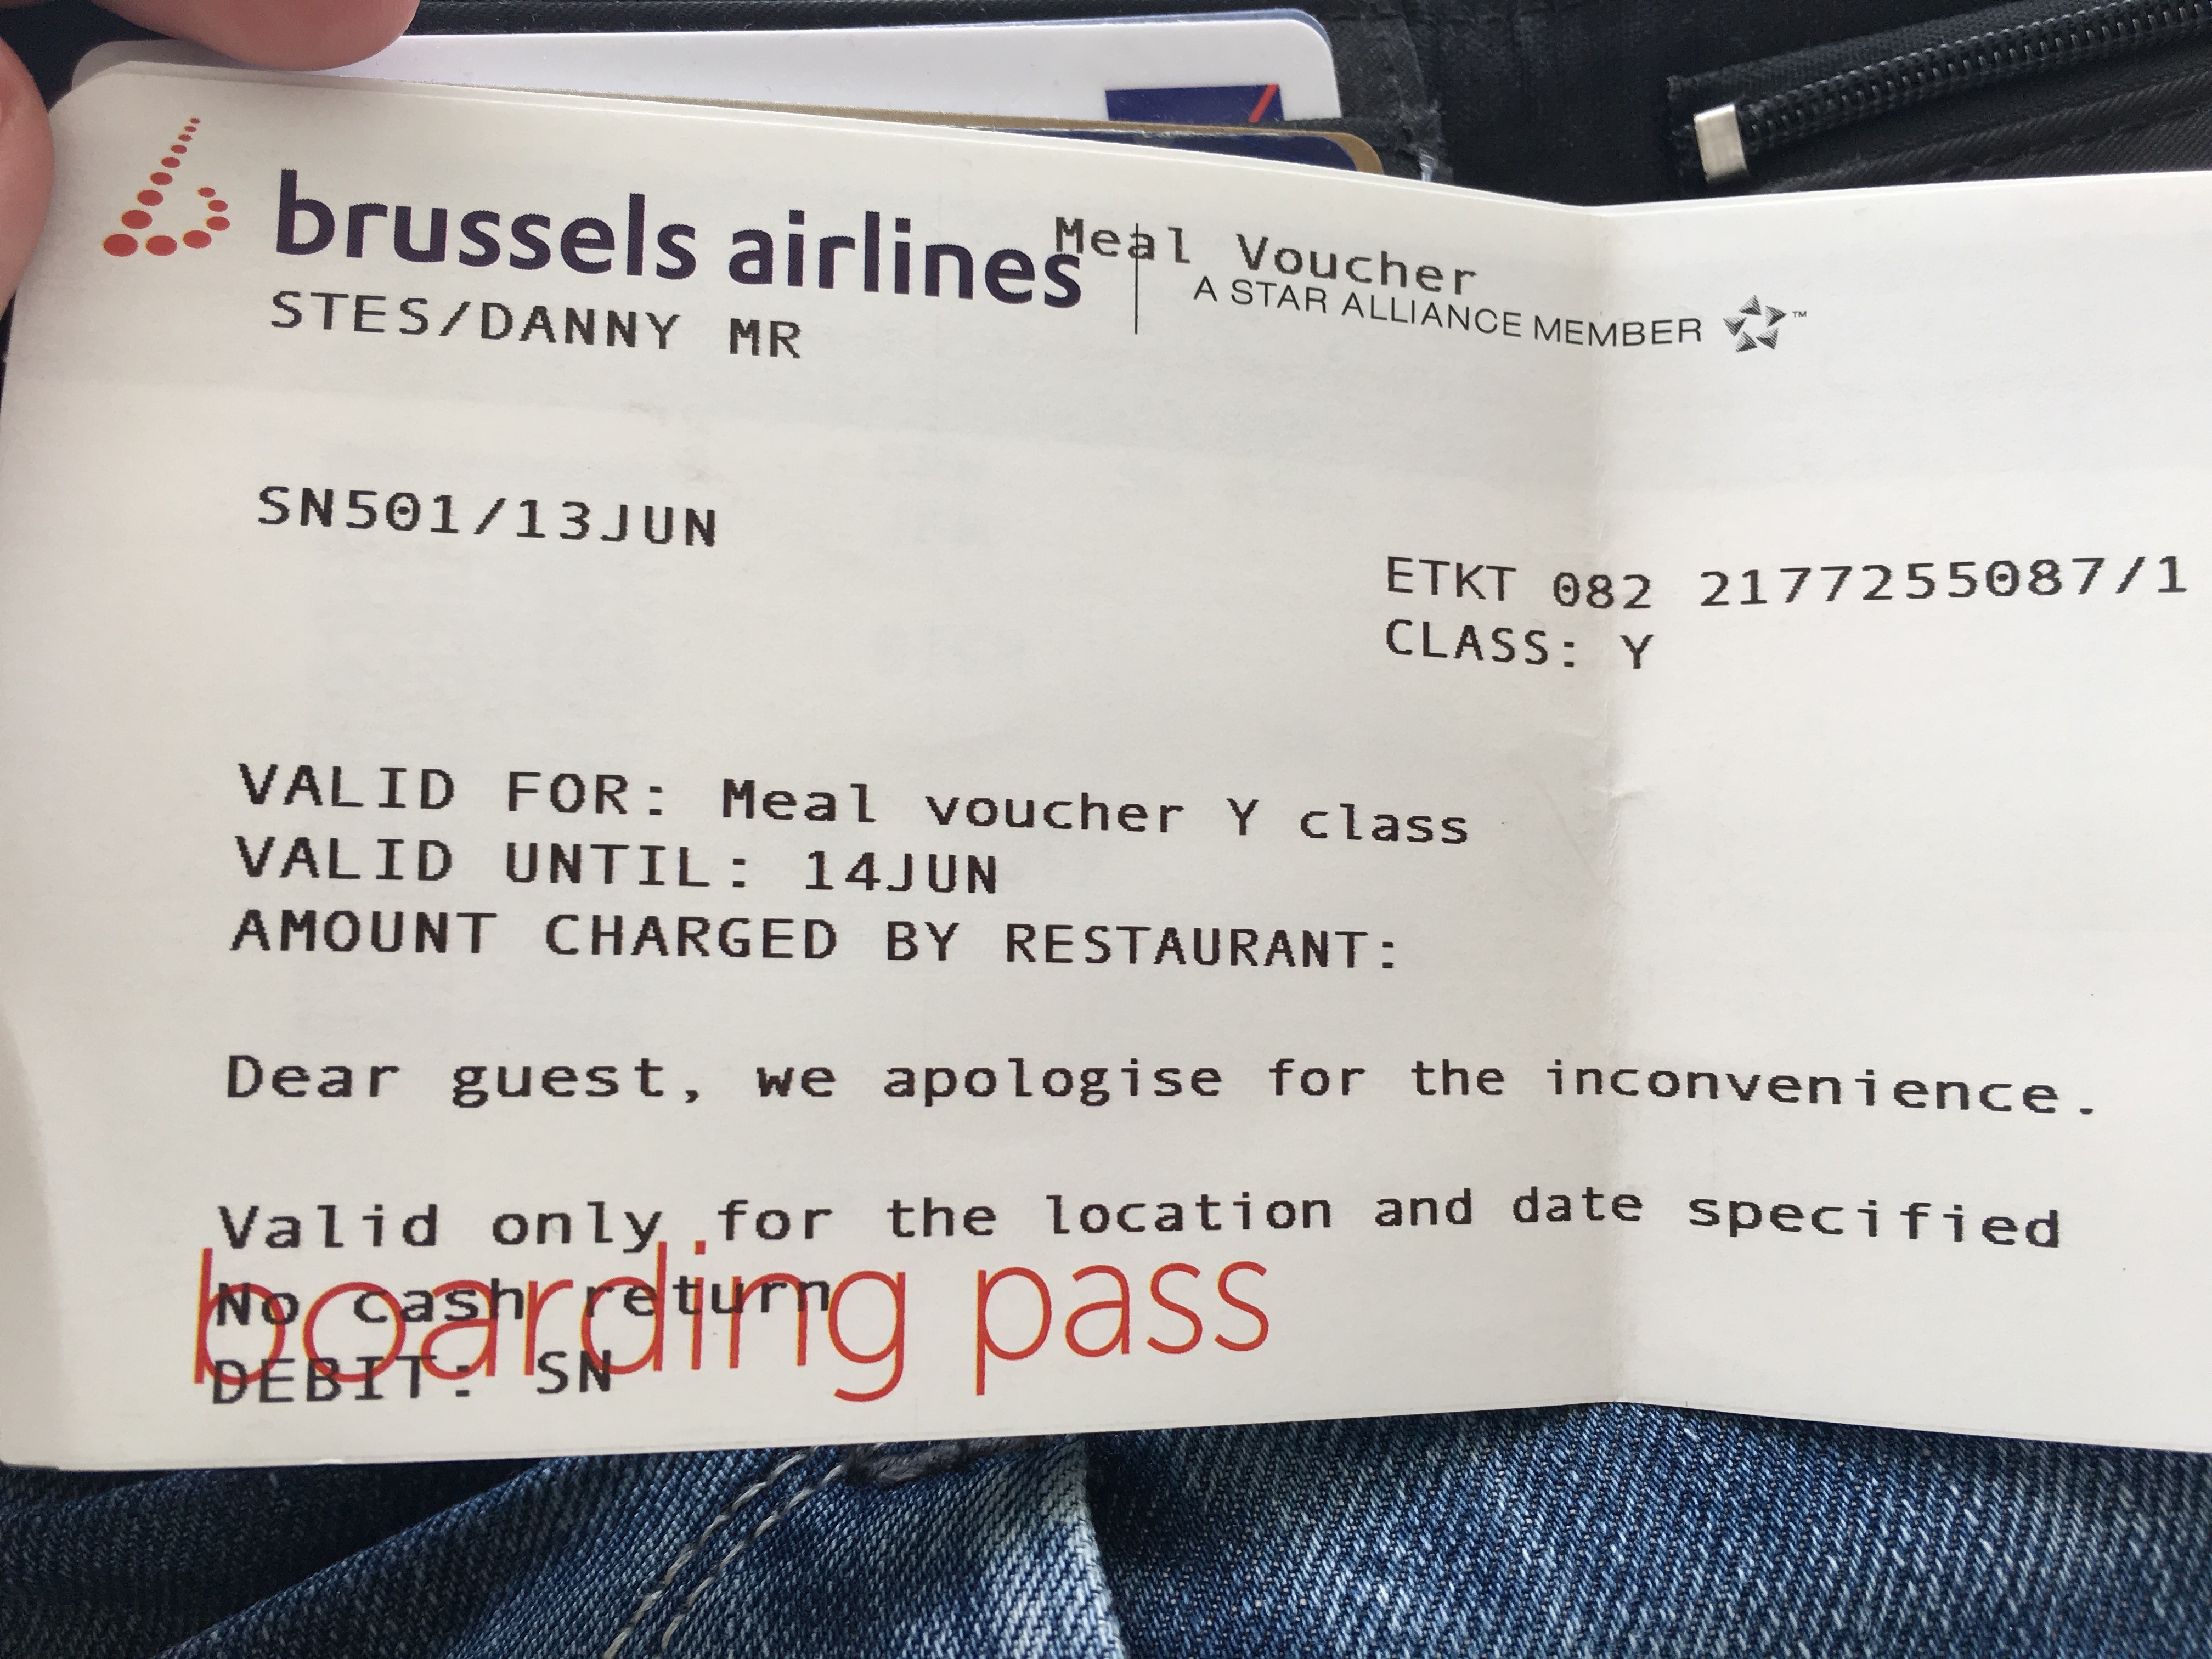 brussels airlines Meal Voucher
A STAR ALLIANCE MEMBER ™
STES/DANNY MR
SN501/13JUN
ETKT 082 2177255087/1
CLASS: Y
VALID FOR: Meal voucher Y class
VALID UNTIL: 14JUN
AMOUNT CHARGED BY RESTAURANT:
Dear guest, we apologise for the inconvenience.
Valid only for the location and date specified
No cash return
boarding pass
DEBIT: SN